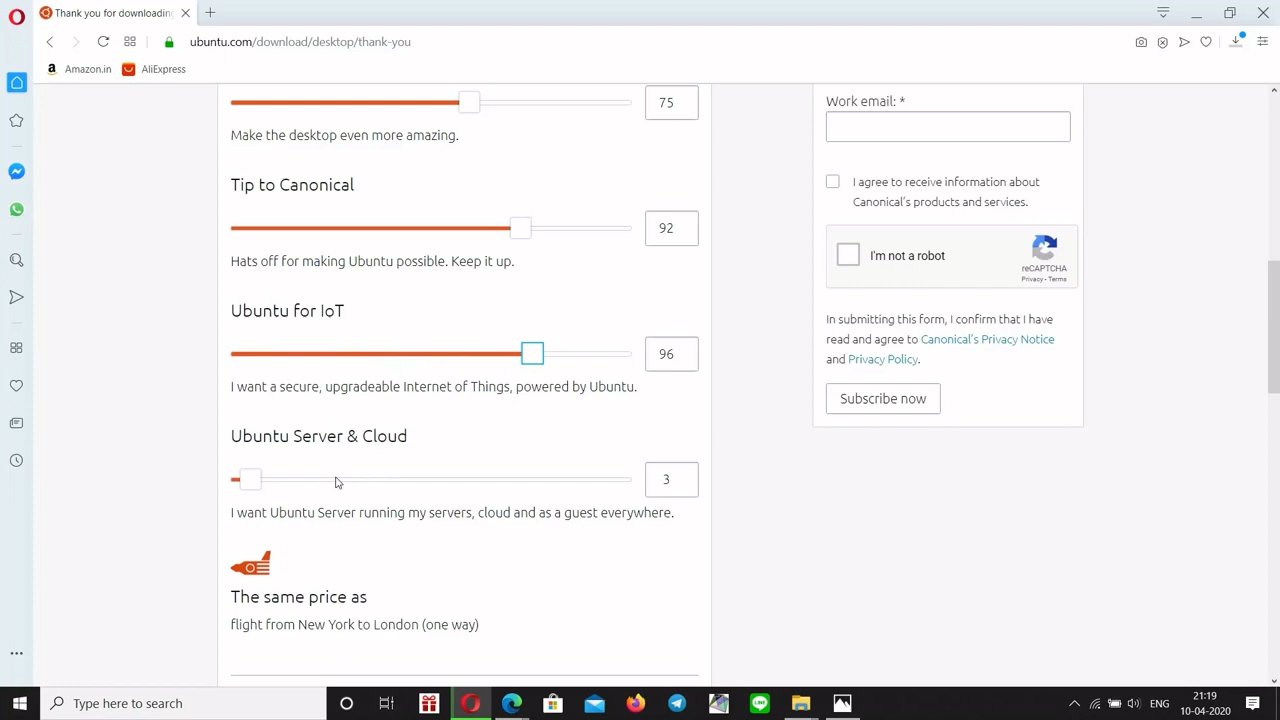 Thank you for downloading
ubuntu.com/download/desktop/thank-you
Amazon.in
AliExpress
75
Make the desktop even more amazing.
Tip to Canonical
92
Hats off for making Ubuntu possible. Keep it up.
Ubuntu for IoT
96
I want a secure, upgradeable Internet of Things, powered by Ubuntu.
Ubuntu Server & Cloud
3
I want Ubuntu Server running my servers, cloud and as a guest everywhere.
The same price as
flight from New York to London (one way)
Work email: *
I agree to receive information about
Canonical's products and services.
I'm not a robot
reCAPTCHA
Privacy - Terms
In submitting this form, I confirm that I have
read and agree to Canonical's Privacy Notice
and Privacy Policy.
Subscribe now
Type here to search
ENG
21:19
10-04-2020